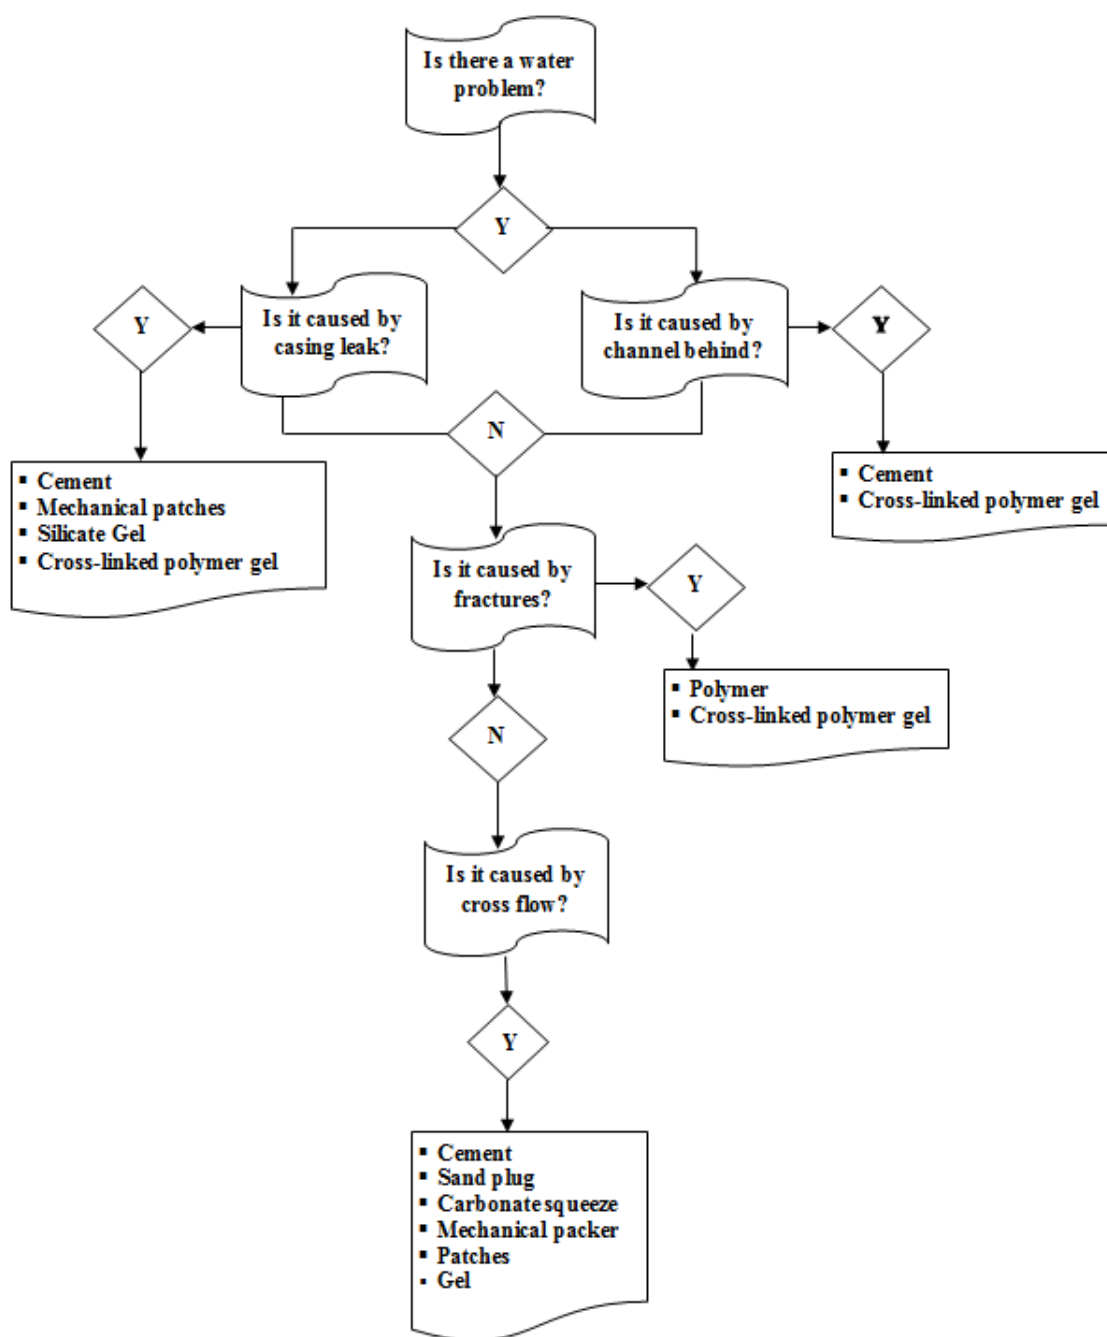 Is there a water
problem?
Y
Is it caused by
casing leak?
Is it caused by
channel behind?
Y
Y
N
▪ Cement
▪ Mechanical patches
▪ Silicate Gel
▪ Cross-linked polymer gel
▪ Cement
▪ Cross-linked polymer gel
Is it caused by
fractures?
Y
▪ Polymer
▪ Cross-linked polymer gel
N
Is it caused by
cross flow?
Y
▪ Cement
▪ Sand plug
▪ Carbonate squeeze
▪ Mechanical packer
▪ Patches
▪ Gel